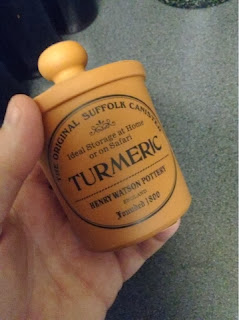 THE ORIGINAL SUFFOLK CANISTER
Ideal Storage at Home
or on Safari
TURMERIC
HENRY WATSON POTTERY
ENGLAND
Founded 1800